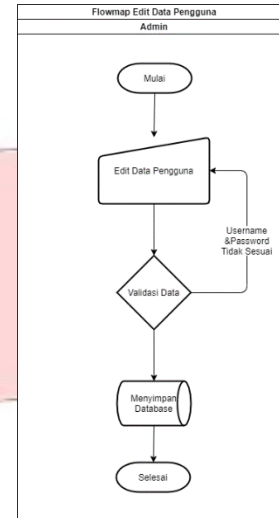 Flowmap Edit Data Pengguna
Admin
Mulai
Edit Data Pengguna
Username
&Password
Tidak Sesuai
Validasi Data
Menyimpan
Database
Selesai